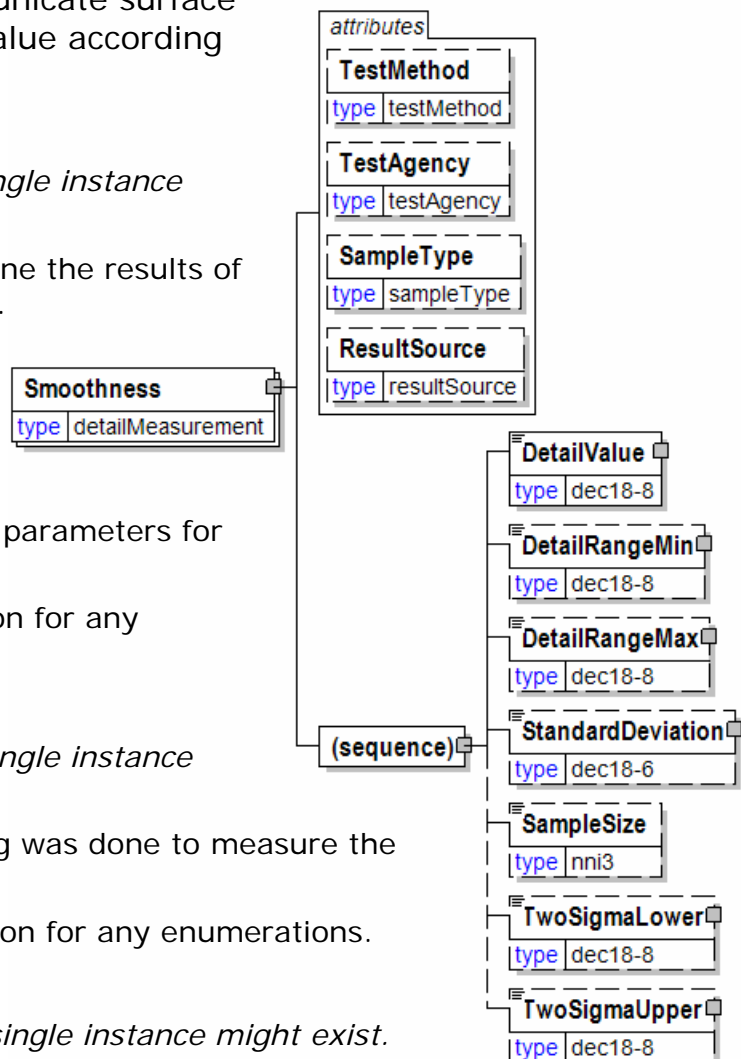 unicate surface
alue according
ngle instance
ne the results of
.
parameters for
on for any
ngle instance
g was done to measure the
on for any enumerations.
single instance might exist.
Smoothness
type detailMeasurement
attributes
TestMethod
type testMethod
TestAgency
type testAgency
SampleType
type sampleType
ResultSource
type resultSource
(sequence)
DetailValue
type dec18-8
DetailRangeMin
type dec18-8
DetailRangeMax
type dec18-8
StandardDeviation
type dec18-6
SampleSize
type nni3
TwoSigmaLower
type dec18-8
TwoSigmaUpper
type dec18-8